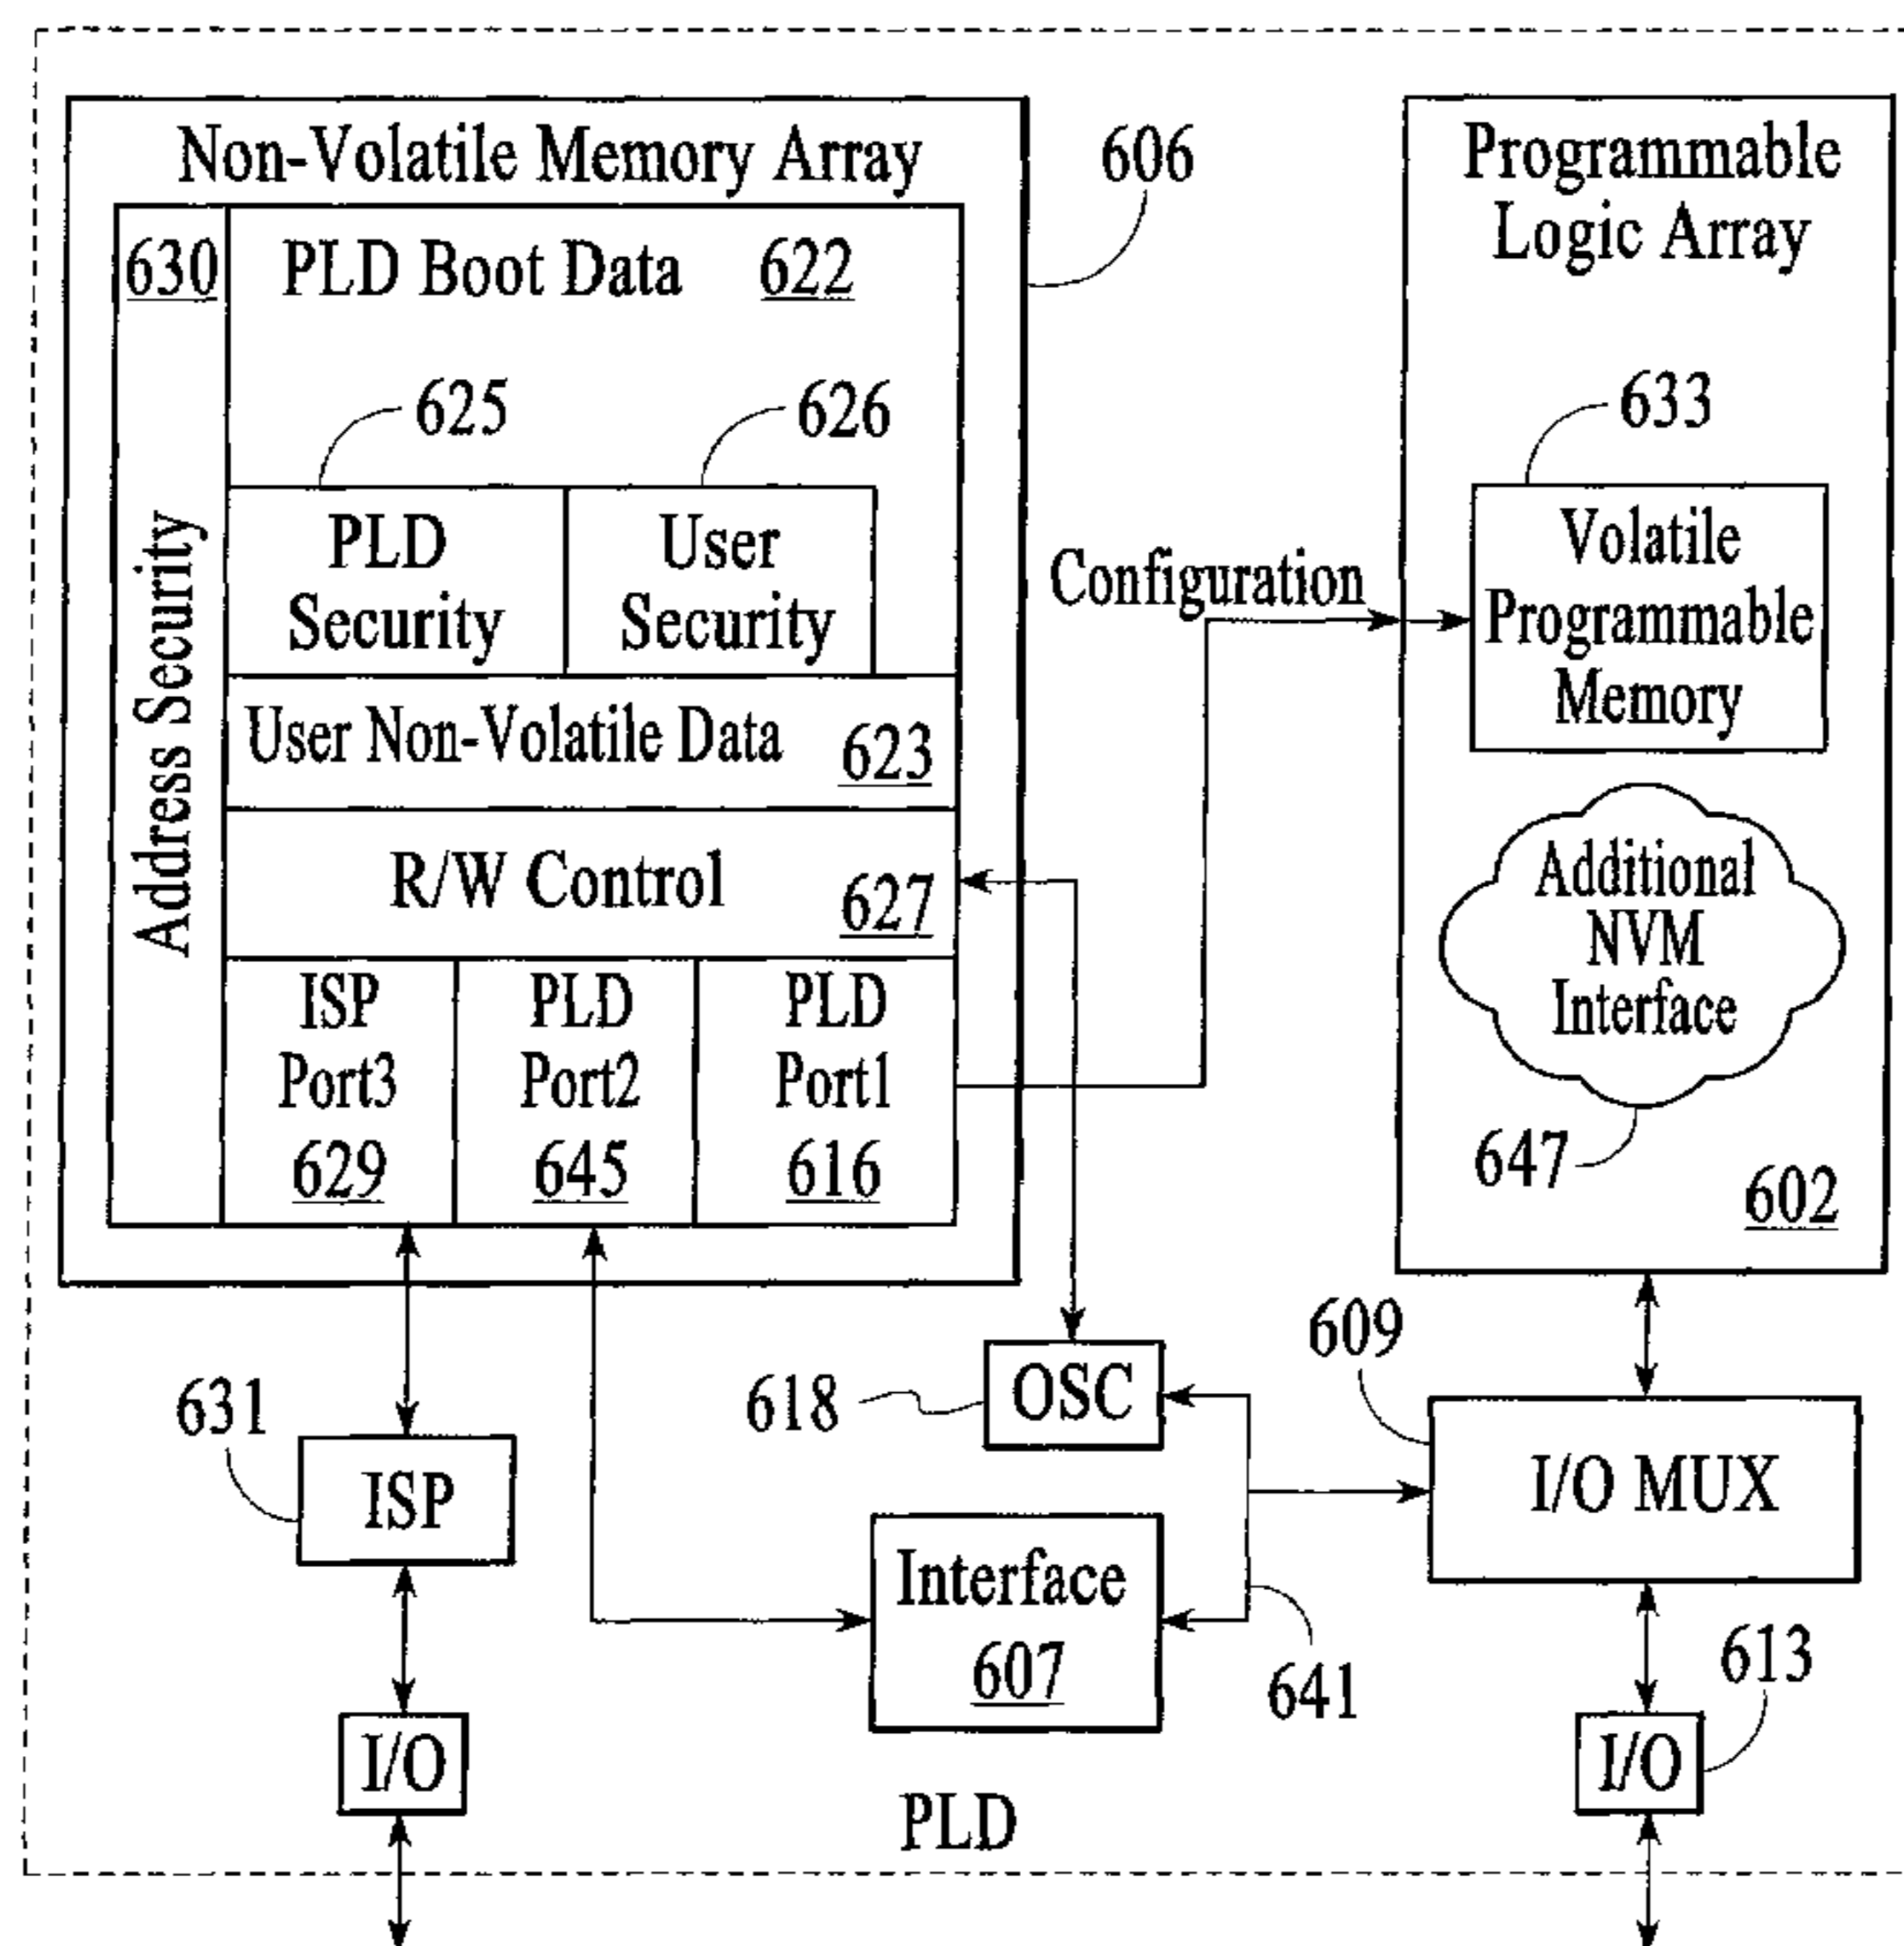 Non-Volatile Memory Array
606
630
PLD Boot Data 622
625
626
PLD
Security
User
Security
Address Security
User Non-Volatile Data 623
R/W Control 627
ISP
Port3
629
PLD
Port2
645
PLD
Port1
616
Configuration
Programmable
Logic Array
633
Volatile
Programmable
Memory
Additional
NVM
Interface
647
602
609
618
OSC
631
ISP
I/O MUX
Interface
607
641
613
I/O
I/O
PLD